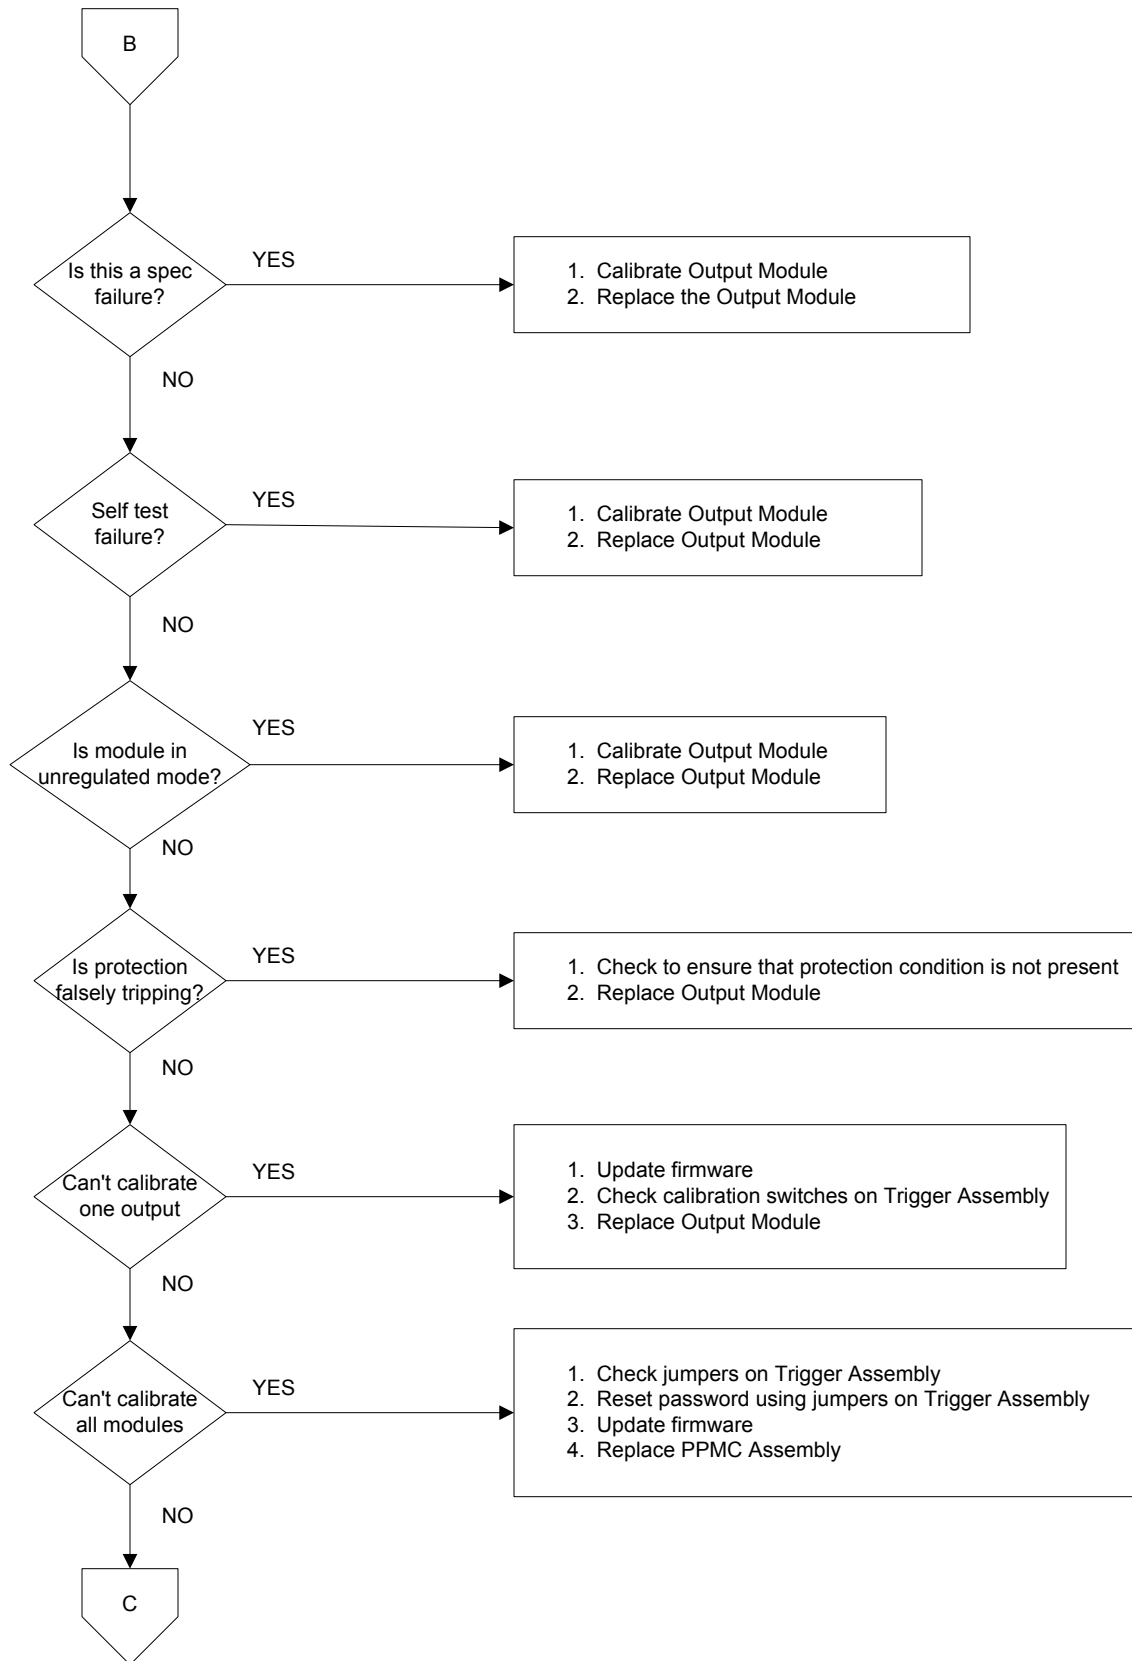 B
Is this a spec
failure?
YES
1. Calibrate Output Module
2. Replace the Output Module
NO
Self test
failure?
YES
1. Calibrate Output Module
2. Replace Output Module
NO
Is module in
unregulated mode?
YES
1. Calibrate Output Module
2. Replace Output Module
NO
Is protection
falsely tripping?
YES
1. Check to ensure that protection condition is not present
2. Replace Output Module
NO
Can't calibrate
one output
YES
1. Update firmware
2. Check calibration switches on Trigger Assembly
3. Replace Output Module
NO
Can't calibrate
all modules
YES
1. Check jumpers on Trigger Assembly
2. Reset password using jumpers on Trigger Assembly
3. Update firmware
4. Replace PPMC Assembly
NO
C